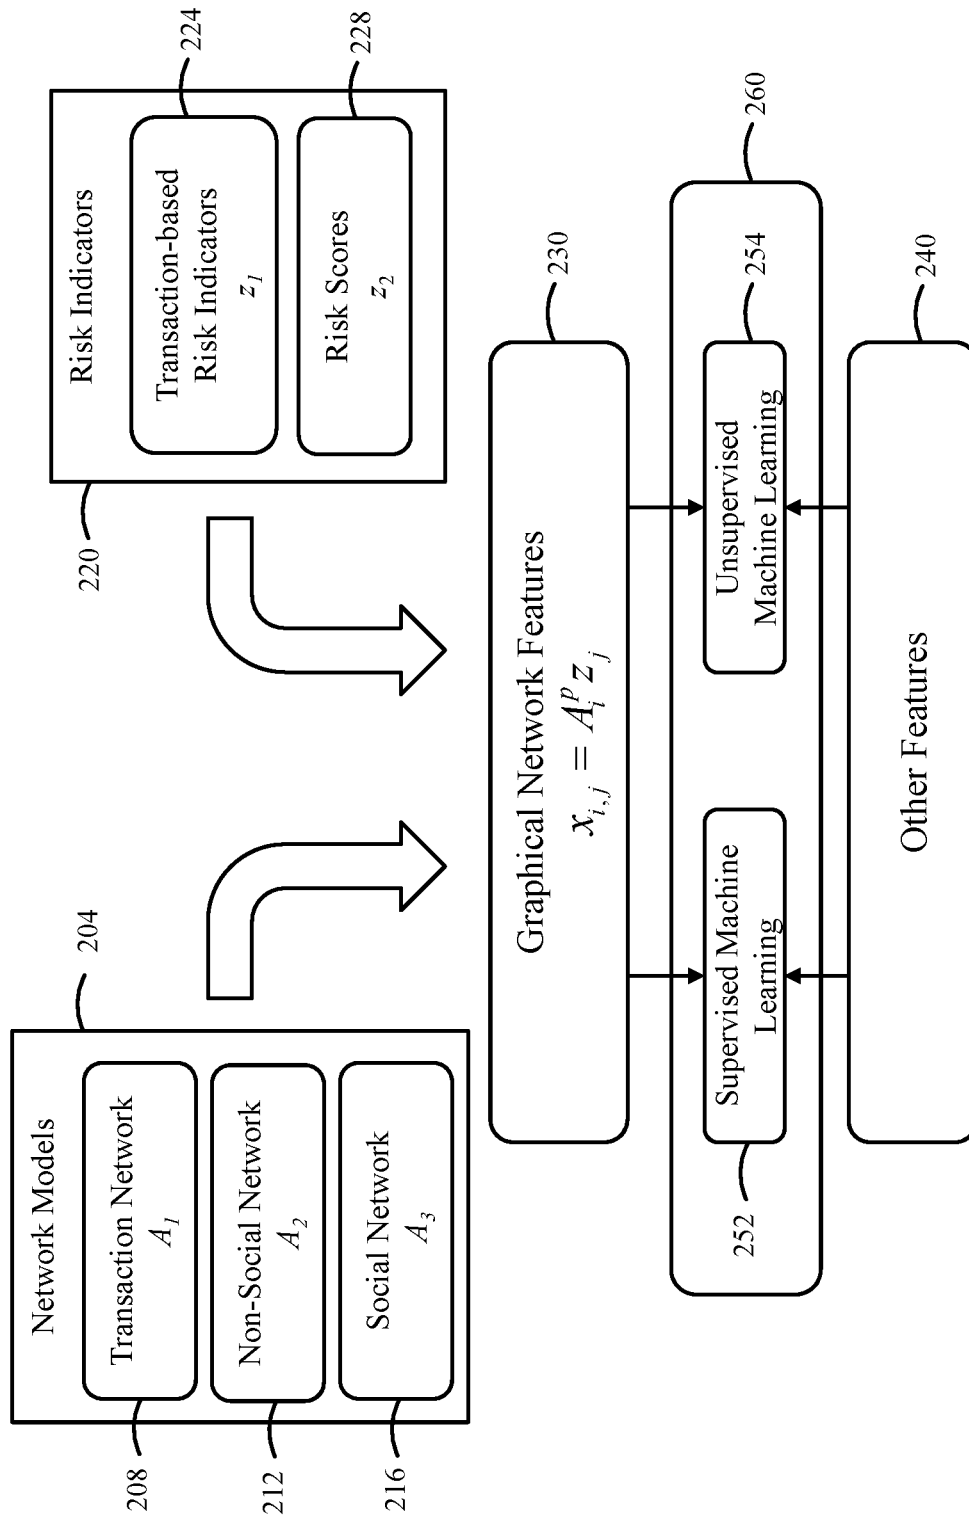 204
Network Models
208
Transaction Network
A1
212
Non-Social Network
A2
216
Social Network
A3
220
Risk Indicators
224
Transaction-based
Risk Indicators
z1
228
Risk Scores
z2
230
Graphical Network Features
x_{i,j} = A_i^p z_j
260
252
Supervised Machine
Learning
254
Unsupervised
Machine Learning
240
Other Features